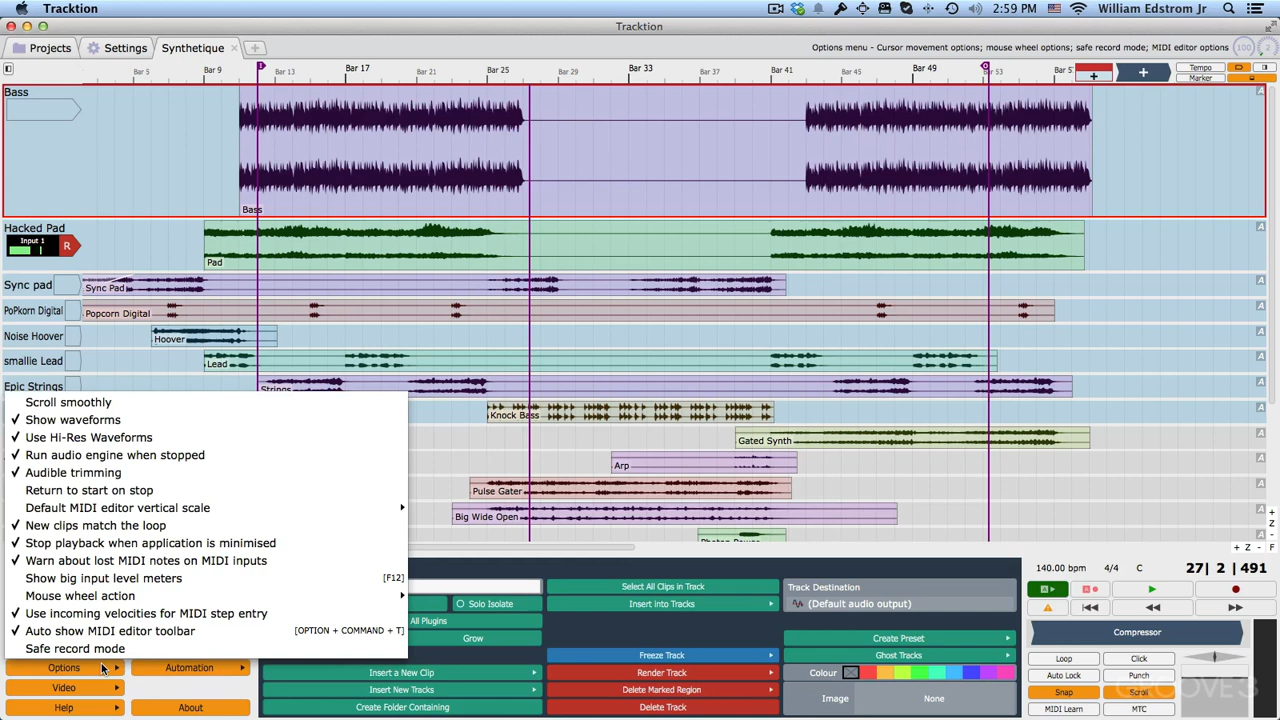 Tracktion
2:59 PM
William Edstrom Jr
Tracktion
Projects
Settings
Synthetique
Options menu - Cursor movement options; mouse wheel options; safe record mode; MIDI editor options
100
2
Bar 5
Bar 9
Bar 13
Bar 17
Bar 21
Bar 25
Bar 29
Bar 33
Bar 37
Bar 41
Bar 45
Bar 49
Bar 53
Tempo
Marker
Bass
Bass
Hacked Pad
Input 1
R
Pad
Sync pad
Sync Pad
PoPkorn Digital
Popcorn Digital
Noise Hoover
Hoover
smallie Lead
Lead
Epic Strings
Strings
Knock Bass
Gated Synth
Arp
Pulse Gater
Big Wide Open
Scroll smoothly
✓ Show waveforms
✓ Use Hi-Res Waveforms
✓ Run audio engine when stopped
✓ Audible trimming
Return to start on stop
Default MIDI editor vertical scale
✓ New clips match the loop
✓ Stop playback when application is minimised
✓ Warn about lost MIDI notes on MIDI inputs
Show big input level meters [F12]
Mouse wheel action
✓ Use incoming velocities for MIDI step entry
✓ Auto show MIDI editor toolbar [OPTION + COMMAND + T]
Safe record mode
Options
Automation
Video
Help
About
Solo Isolate
All Plugins
Grow
Insert a New Clip
Insert New Tracks
Create Folder Containing
Select All Clips in Track
Insert into Tracks
Freeze Track
Render Track
Delete Marked Region
Delete Track
Track Destination
(Default audio output)
Create Preset
Ghost Tracks
Colour
Image
None
140.00 bpm
4/4
C
27| 2 | 491
Compressor
Loop
Click
Auto Lock
Punch
Snap
Scroll
MIDI Learn
MTC
GROOVE3